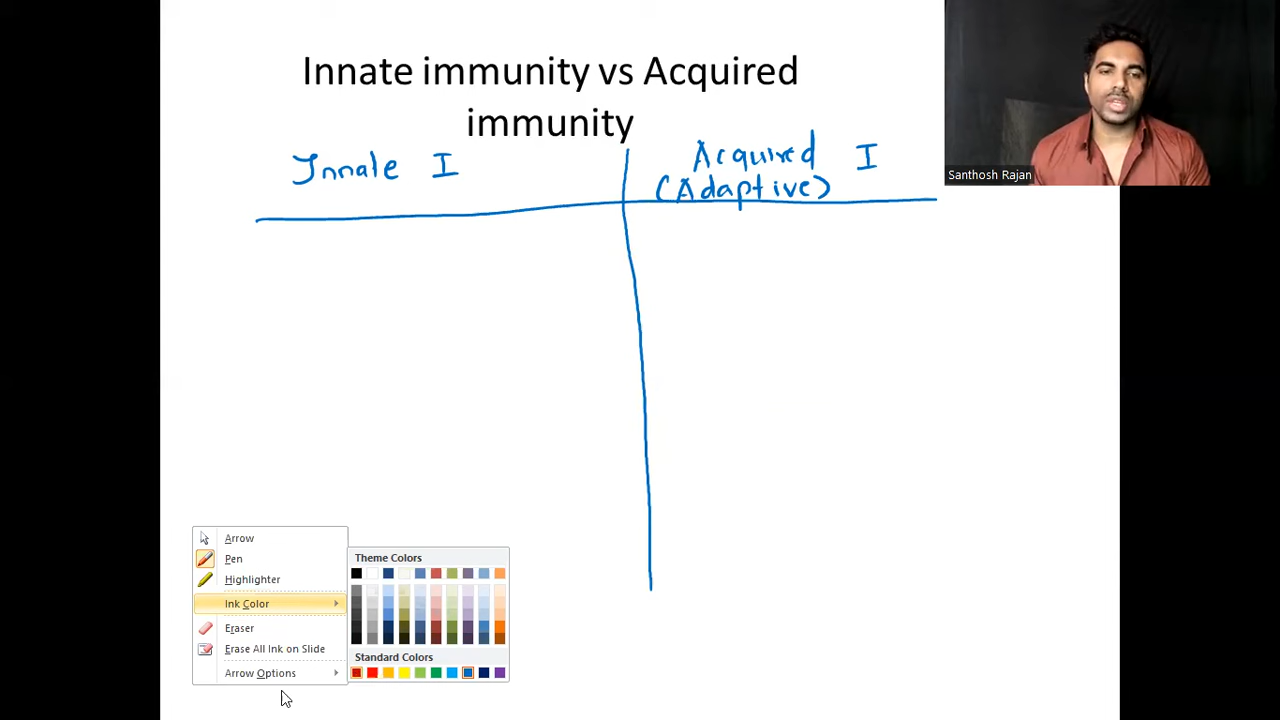 Innate immunity vs Acquired
immunity
Innate I
Acquired I
(Adaptive)
Santhosh Rajan
Arrow
Pen
Highlighter
Ink Color
Eraser
Erase All Ink on Slide
Arrow Options
Theme Colors
Standard Colors